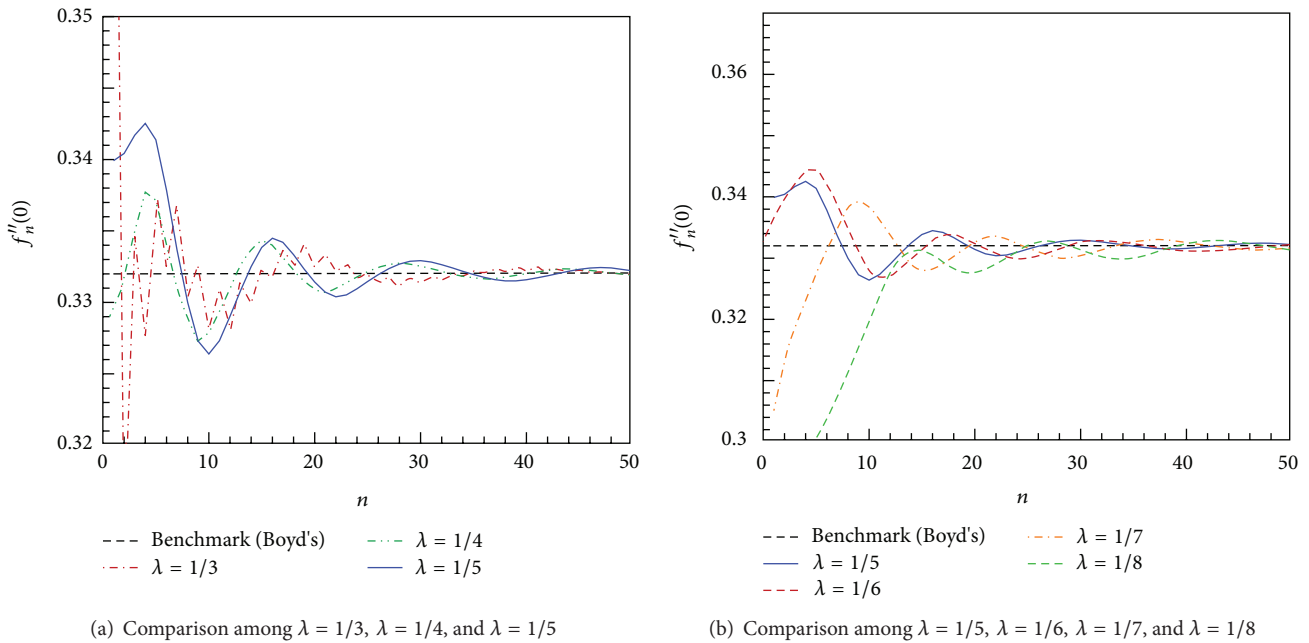 0.35
0.34
0.33
0.32
f″n(0)
0 10 20 30 40 50
n
Benchmark (Boyd's)
λ = 1/3
λ = 1/4
λ = 1/5
(a) Comparison among λ = 1/3, λ = 1/4, and λ = 1/5
0.36
0.34
0.32
0.3
f″n(0)
0 10 20 30 40 50
n
Benchmark (Boyd's)
λ = 1/5
λ = 1/6
λ = 1/7
λ = 1/8
(b) Comparison among λ = 1/5, λ = 1/6, λ = 1/7, and λ = 1/8